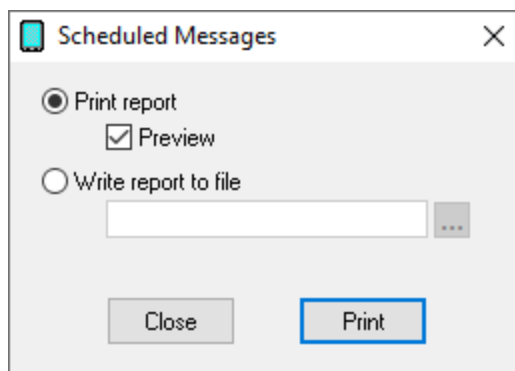 Scheduled Messages
Print report
Preview
Write report to file
...
Close Print